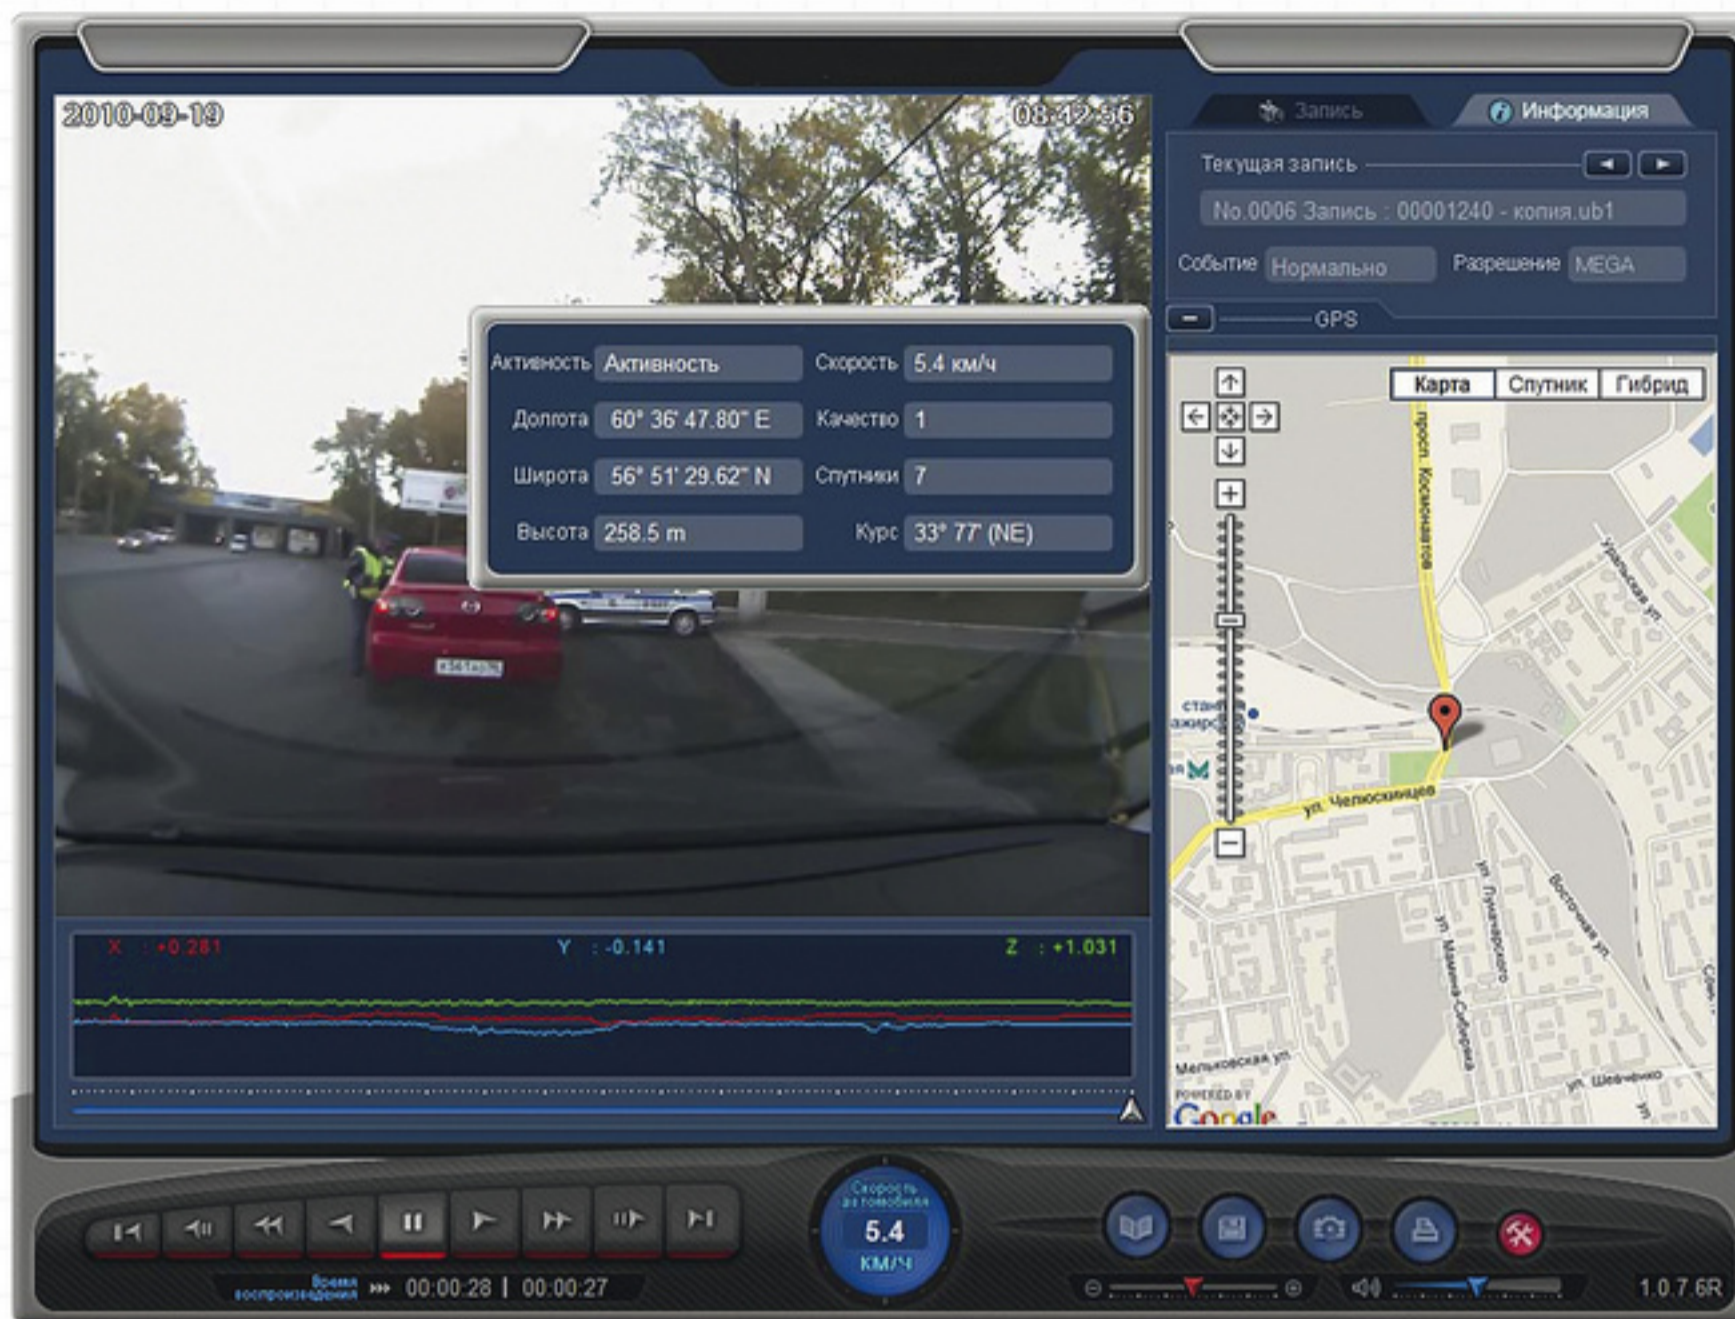 2010-09-19
08:42:56
Запись
Информация
Текущая запись
No.0006 Запись : 00001240 - копия.ub1
Событие Нормально Разрешение MEGA
GPS
Активность Активность Скорость 5.4 км/ч
Долгота 60° 36' 47.80" E Качество 1
Широта 56° 51' 29.62" N Спутники 7
Высота 258.5 m Курс 33° 77' (NE)
Карта Спутник Гибрид
просп. Космонавтов
Уральская ул.
ул. Челюскинцев
ул. Луначарского
Восточная ул.
ул. Мамина-Сибиряка
Мельковская ул.
ул. Шевченко
ул
POWERED BY
Google
X : +0.281 Y : -0.141 Z : +1.031
Скорость
автомобиля
5.4
КМ/Ч
Время
воспроизведения 00:00:28 | 00:00:27
1.0.7.6R